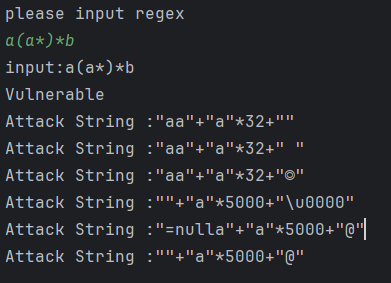 please input regex
a(a*)*b
input:a(a*)*b
Vulnerable
Attack String :"aa"+"a"*32+""
Attack String :"aa"+"a"*32+" "
Attack String :"aa"+"a"*32+"©"
Attack String :""+"a"*5000+"\u0000"
Attack String :"=nulla"+"a"*5000+"@"
Attack String :""+"a"*5000+"@"